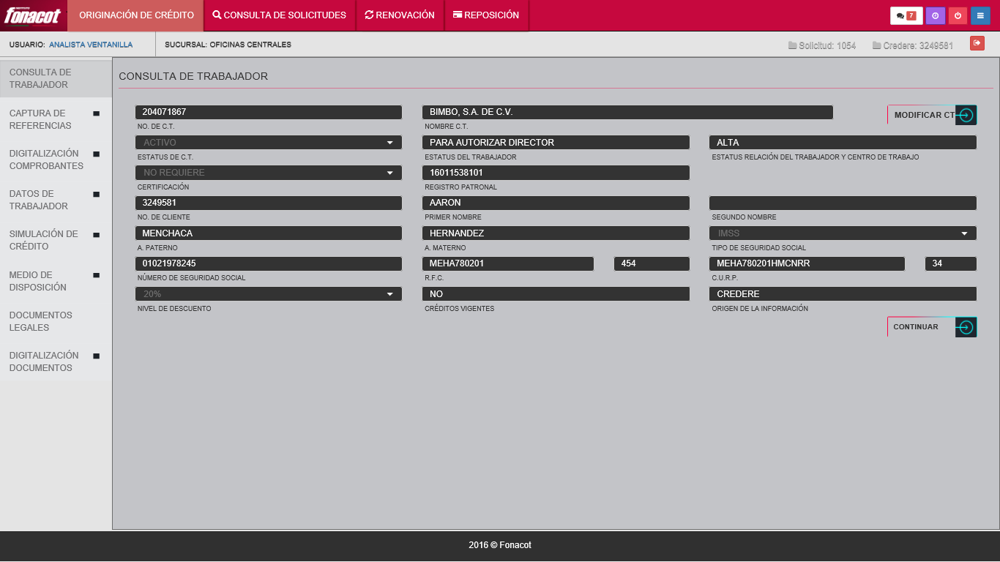 INSTITUTO
fonacot
ORIGINACIÓN DE CRÉDITO
CONSULTA DE SOLICITUDES
RENOVACIÓN
REPOSICIÓN
7
USUARIO: ANALISTA VENTANILLA
SUCURSAL: OFICINAS CENTRALES
Solicitud: 1054
Credere: 3249581
CONSULTA DE
TRABAJADOR
CAPTURA DE
REFERENCIAS
DIGITALIZACIÓN
COMPROBANTES
DATOS DE
TRABAJADOR
SIMULACIÓN DE
CRÉDITO
MEDIO DE
DISPOSICIÓN
DOCUMENTOS
LEGALES
DIGITALIZACIÓN
DOCUMENTOS
CONSULTA DE TRABAJADOR
204071867
BIMBO, S.A. DE C.V.
MODIFICAR CT
NO. DE C.T.
NOMBRE C.T.
ACTIVO
PARA AUTORIZAR DIRECTOR
ALTA
ESTATUS DE C.T.
ESTATUS DEL TRABAJADOR
ESTATUS RELACIÓN DEL TRABAJADOR Y CENTRO DE TRABAJO
NO REQUIERE
16011538101
CERTIFICACIÓN
REGISTRO PATRONAL
3249581
AARON
NO. DE CLIENTE
PRIMER NOMBRE
SEGUNDO NOMBRE
MENCHACA
HERNANDEZ
IMSS
A. PATERNO
A. MATERNO
TIPO DE SEGURIDAD SOCIAL
01021978245
MEHA780201
454
MEHA780201HMCNRR
34
NÚMERO DE SEGURIDAD SOCIAL
R.F.C.
C.U.R.P.
20%
NO
CREDERE
NIVEL DE DESCUENTO
CRÉDITOS VIGENTES
ORIGEN DE LA INFORMACIÓN
CONTINUAR
2016 © Fonacot